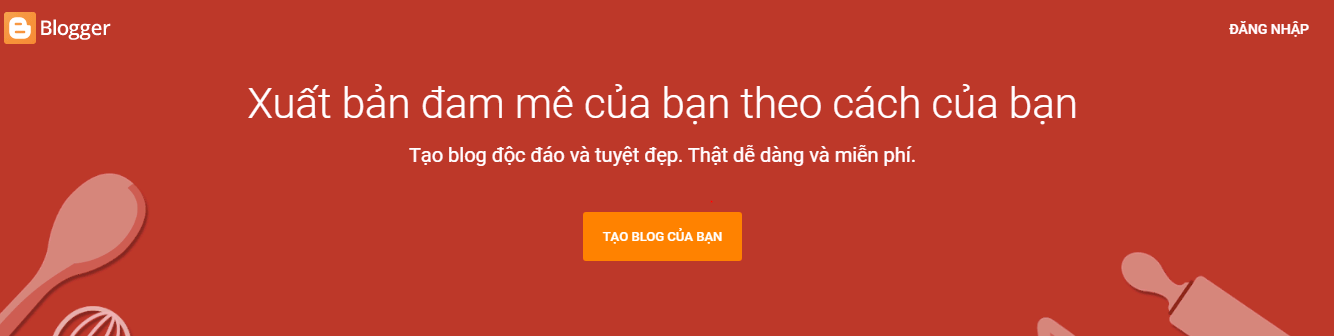 Blogger
ĐĂNG NHẬP
Xuất bản đam mê của bạn theo cách của bạn
Tạo blog độc đáo và tuyệt đẹp. Thật dễ dàng và miễn phí.
TẠO BLOG CỦA BẠN